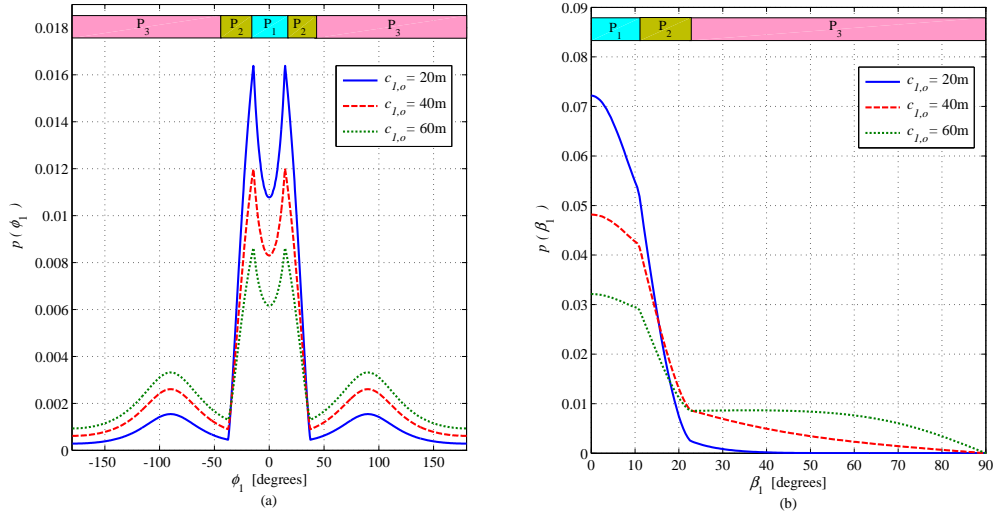 P3 P2 P1 P2 P3
0.018
0.016
0.014
0.012
0.01
0.008
0.006
0.004
0.002
0
p ( ϕ1 )
c1,o = 20m
c1,o = 40m
c1,o = 60m
-150 -100 -50 0 50 100 150
ϕ1 [degrees]
(a)
P1 P2 P3
0.09
0.08
0.07
0.06
0.05
0.04
0.03
0.02
0.01
0
p ( β1 )
c1,o = 20m
c1,o = 40m
c1,o = 60m
0 10 20 30 40 50 60 70 80 90
β1 [degrees]
(b)